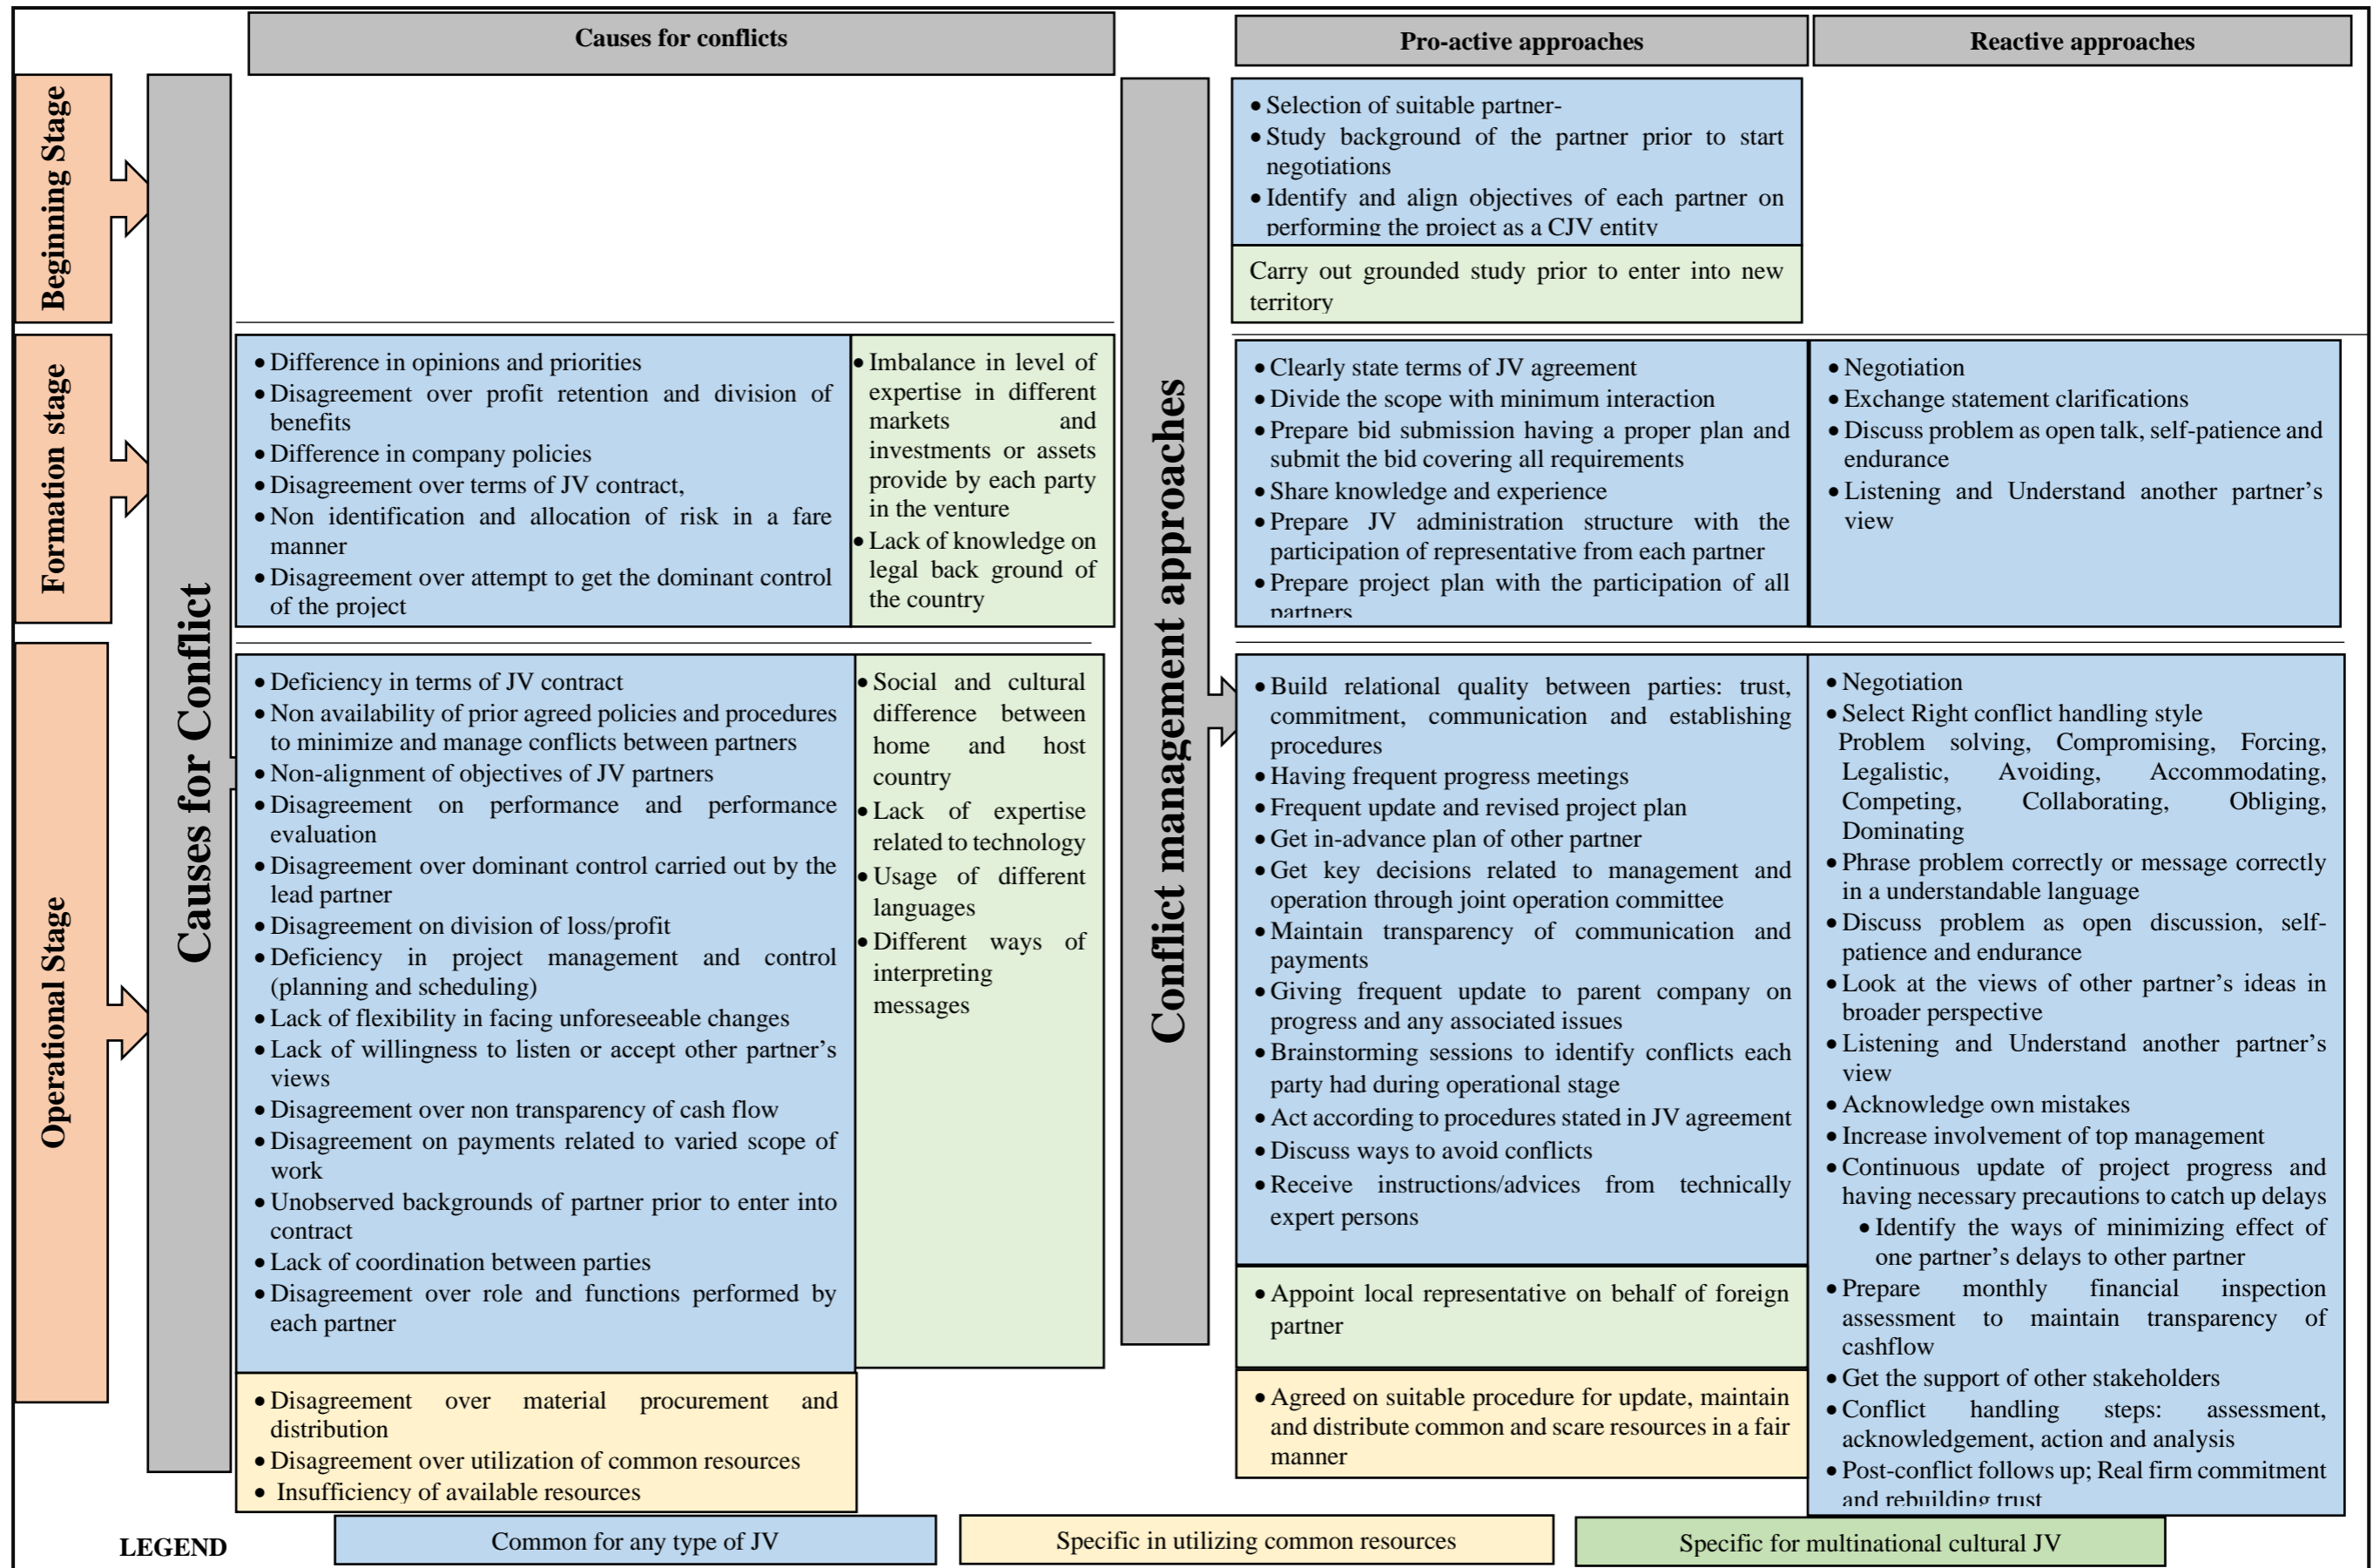 Causes for conflicts
Pro-active approaches
Reactive approaches
Beginning Stage
Formation stage
Operational Stage
Causes for Conflict
Conflict management approaches
• Selection of suitable partner-
• Study background of the partner prior to start
negotiations
• Identify and align objectives of each partner on
performing the project as a CJV entity
Carry out grounded study prior to enter into new
territory
• Difference in opinions and priorities
• Disagreement over profit retention and division of
benefits
• Difference in company policies
• Disagreement over terms of JV contract,
• Non identification and allocation of risk in a fare
manner
• Disagreement over attempt to get the dominant control
of the project
• Imbalance in level of
expertise in different
markets and
investments or assets
provide by each party
in the venture
• Lack of knowledge on
legal back ground of
the country
• Clearly state terms of JV agreement
• Divide the scope with minimum interaction
• Prepare bid submission having a proper plan and
submit the bid covering all requirements
• Share knowledge and experience
• Prepare JV administration structure with the
participation of representative from each partner
• Prepare project plan with the participation of all
partners
• Negotiation
• Exchange statement clarifications
• Discuss problem as open talk, self-patience and
endurance
• Listening and Understand another partner's
view
• Deficiency in terms of JV contract
• Non availability of prior agreed policies and procedures
to minimize and manage conflicts between partners
• Non-alignment of objectives of JV partners
• Disagreement on performance and performance
evaluation
• Disagreement over dominant control carried out by the
lead partner
• Disagreement on division of loss/profit
• Deficiency in project management and control
(planning and scheduling)
• Lack of flexibility in facing unforeseeable changes
• Lack of willingness to listen or accept other partner's
views
• Disagreement over non transparency of cash flow
• Disagreement on payments related to varied scope of
work
• Unobserved backgrounds of partner prior to enter into
contract
• Lack of coordination between parties
• Disagreement over role and functions performed by
each partner
• Social and cultural
difference between
home and host
country
• Lack of expertise
related to technology
• Usage of different
languages
• Different ways of
interpreting
messages
• Disagreement over material procurement and
distribution
• Disagreement over utilization of common resources
• Insufficiency of available resources
• Build relational quality between parties: trust,
commitment, communication and establishing
procedures
• Having frequent progress meetings
• Frequent update and revised project plan
• Get in-advance plan of other partner
• Get key decisions related to management and
operation through joint operation committee
• Maintain transparency of communication and
payments
• Giving frequent update to parent company on
progress and any associated issues
• Brainstorming sessions to identify conflicts each
party had during operational stage
• Act according to procedures stated in JV agreement
• Discuss ways to avoid conflicts
• Receive instructions/advices from technically
expert persons
• Appoint local representative on behalf of foreign
partner
• Agreed on suitable procedure for update, maintain
and distribute common and scare resources in a fair
manner
• Negotiation
• Select Right conflict handling style
Problem solving, Compromising, Forcing,
Legalistic, Avoiding, Accommodating,
Competing, Collaborating, Obliging,
Dominating
• Phrase problem correctly or message correctly
in a understandable language
• Discuss problem as open discussion, self-
patience and endurance
• Look at the views of other partner's ideas in
broader perspective
• Listening and Understand another partner's
view
• Acknowledge own mistakes
• Increase involvement of top management
• Continuous update of project progress and
having necessary precautions to catch up delays
• Identify the ways of minimizing effect of
one partner's delays to other partner
• Prepare monthly financial inspection
assessment to maintain transparency of
cashflow
• Get the support of other stakeholders
• Conflict handling steps: assessment,
acknowledgement, action and analysis
• Post-conflict follows up; Real firm commitment
and rebuilding trust
LEGEND
Common for any type of JV
Specific in utilizing common resources
Specific for multinational cultural JV